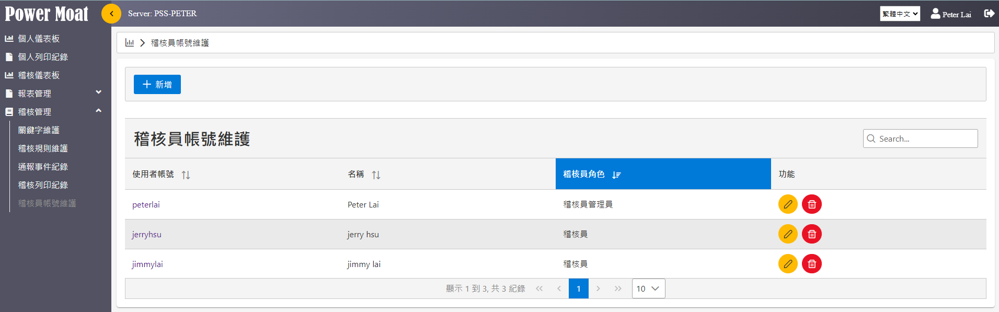 Power Moat
Server: PSS-PETER
繁體中文
Peter Lai
個人儀表板
個人列印紀錄
稽核儀表板
報表管理
稽核管理
關鍵字維護
稽核規則維護
通報事件紀錄
稽核列印紀錄
稽核員帳號維護
稽核員帳號維護
新增
稽核員帳號維護
Search...
使用者帳號 名稱 稽核員角色 功能
peterlai Peter Lai 稽核員管理員
jerryhsu jerry hsu 稽核員
jimmylai jimmy lai 稽核員
顯示 1 到 3, 共 3 紀錄 1 10